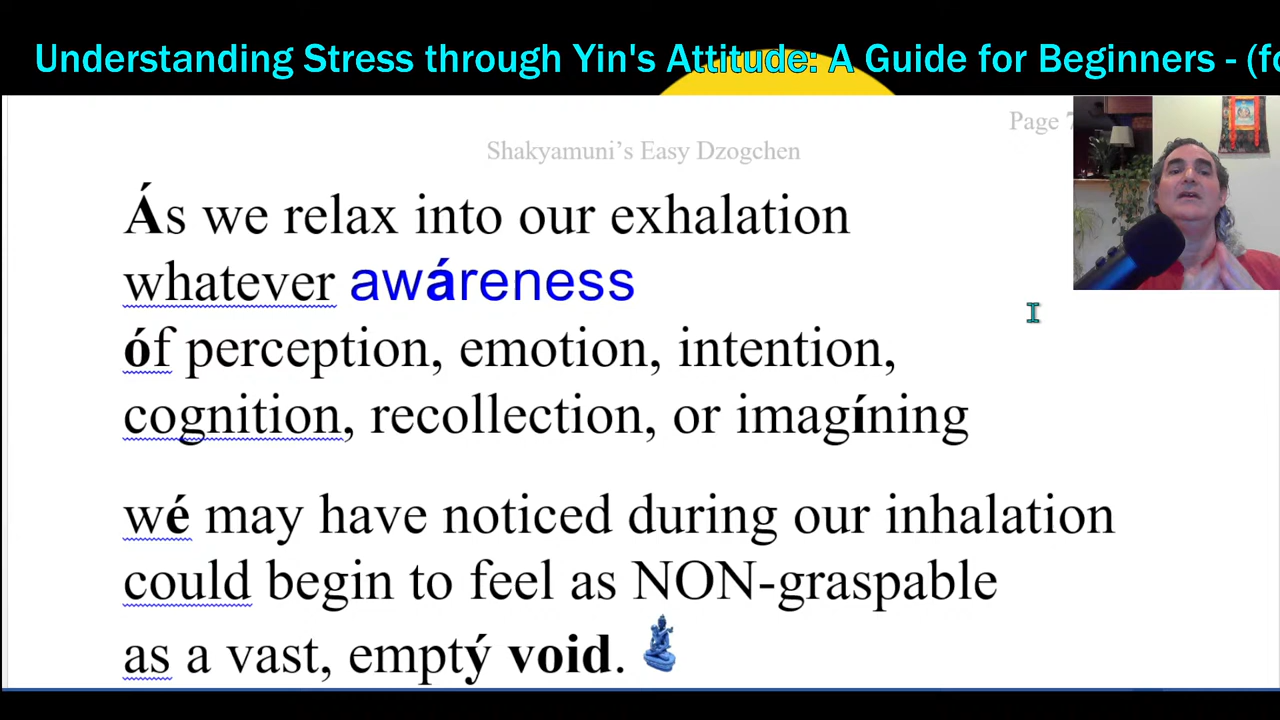 Understanding Stress through Yin's Attitude: A Guide for Beginners - (fo
Page 7
Shakyamuni's Easy Dzogchen
Ás we relax into our exhalation
whatever awáreness
óf perception, emotion, intention,
cognition, recollection, or imagíning
wé may have noticed during our inhalation
could begin to feel as NON-graspable
as a vast, emptý void.